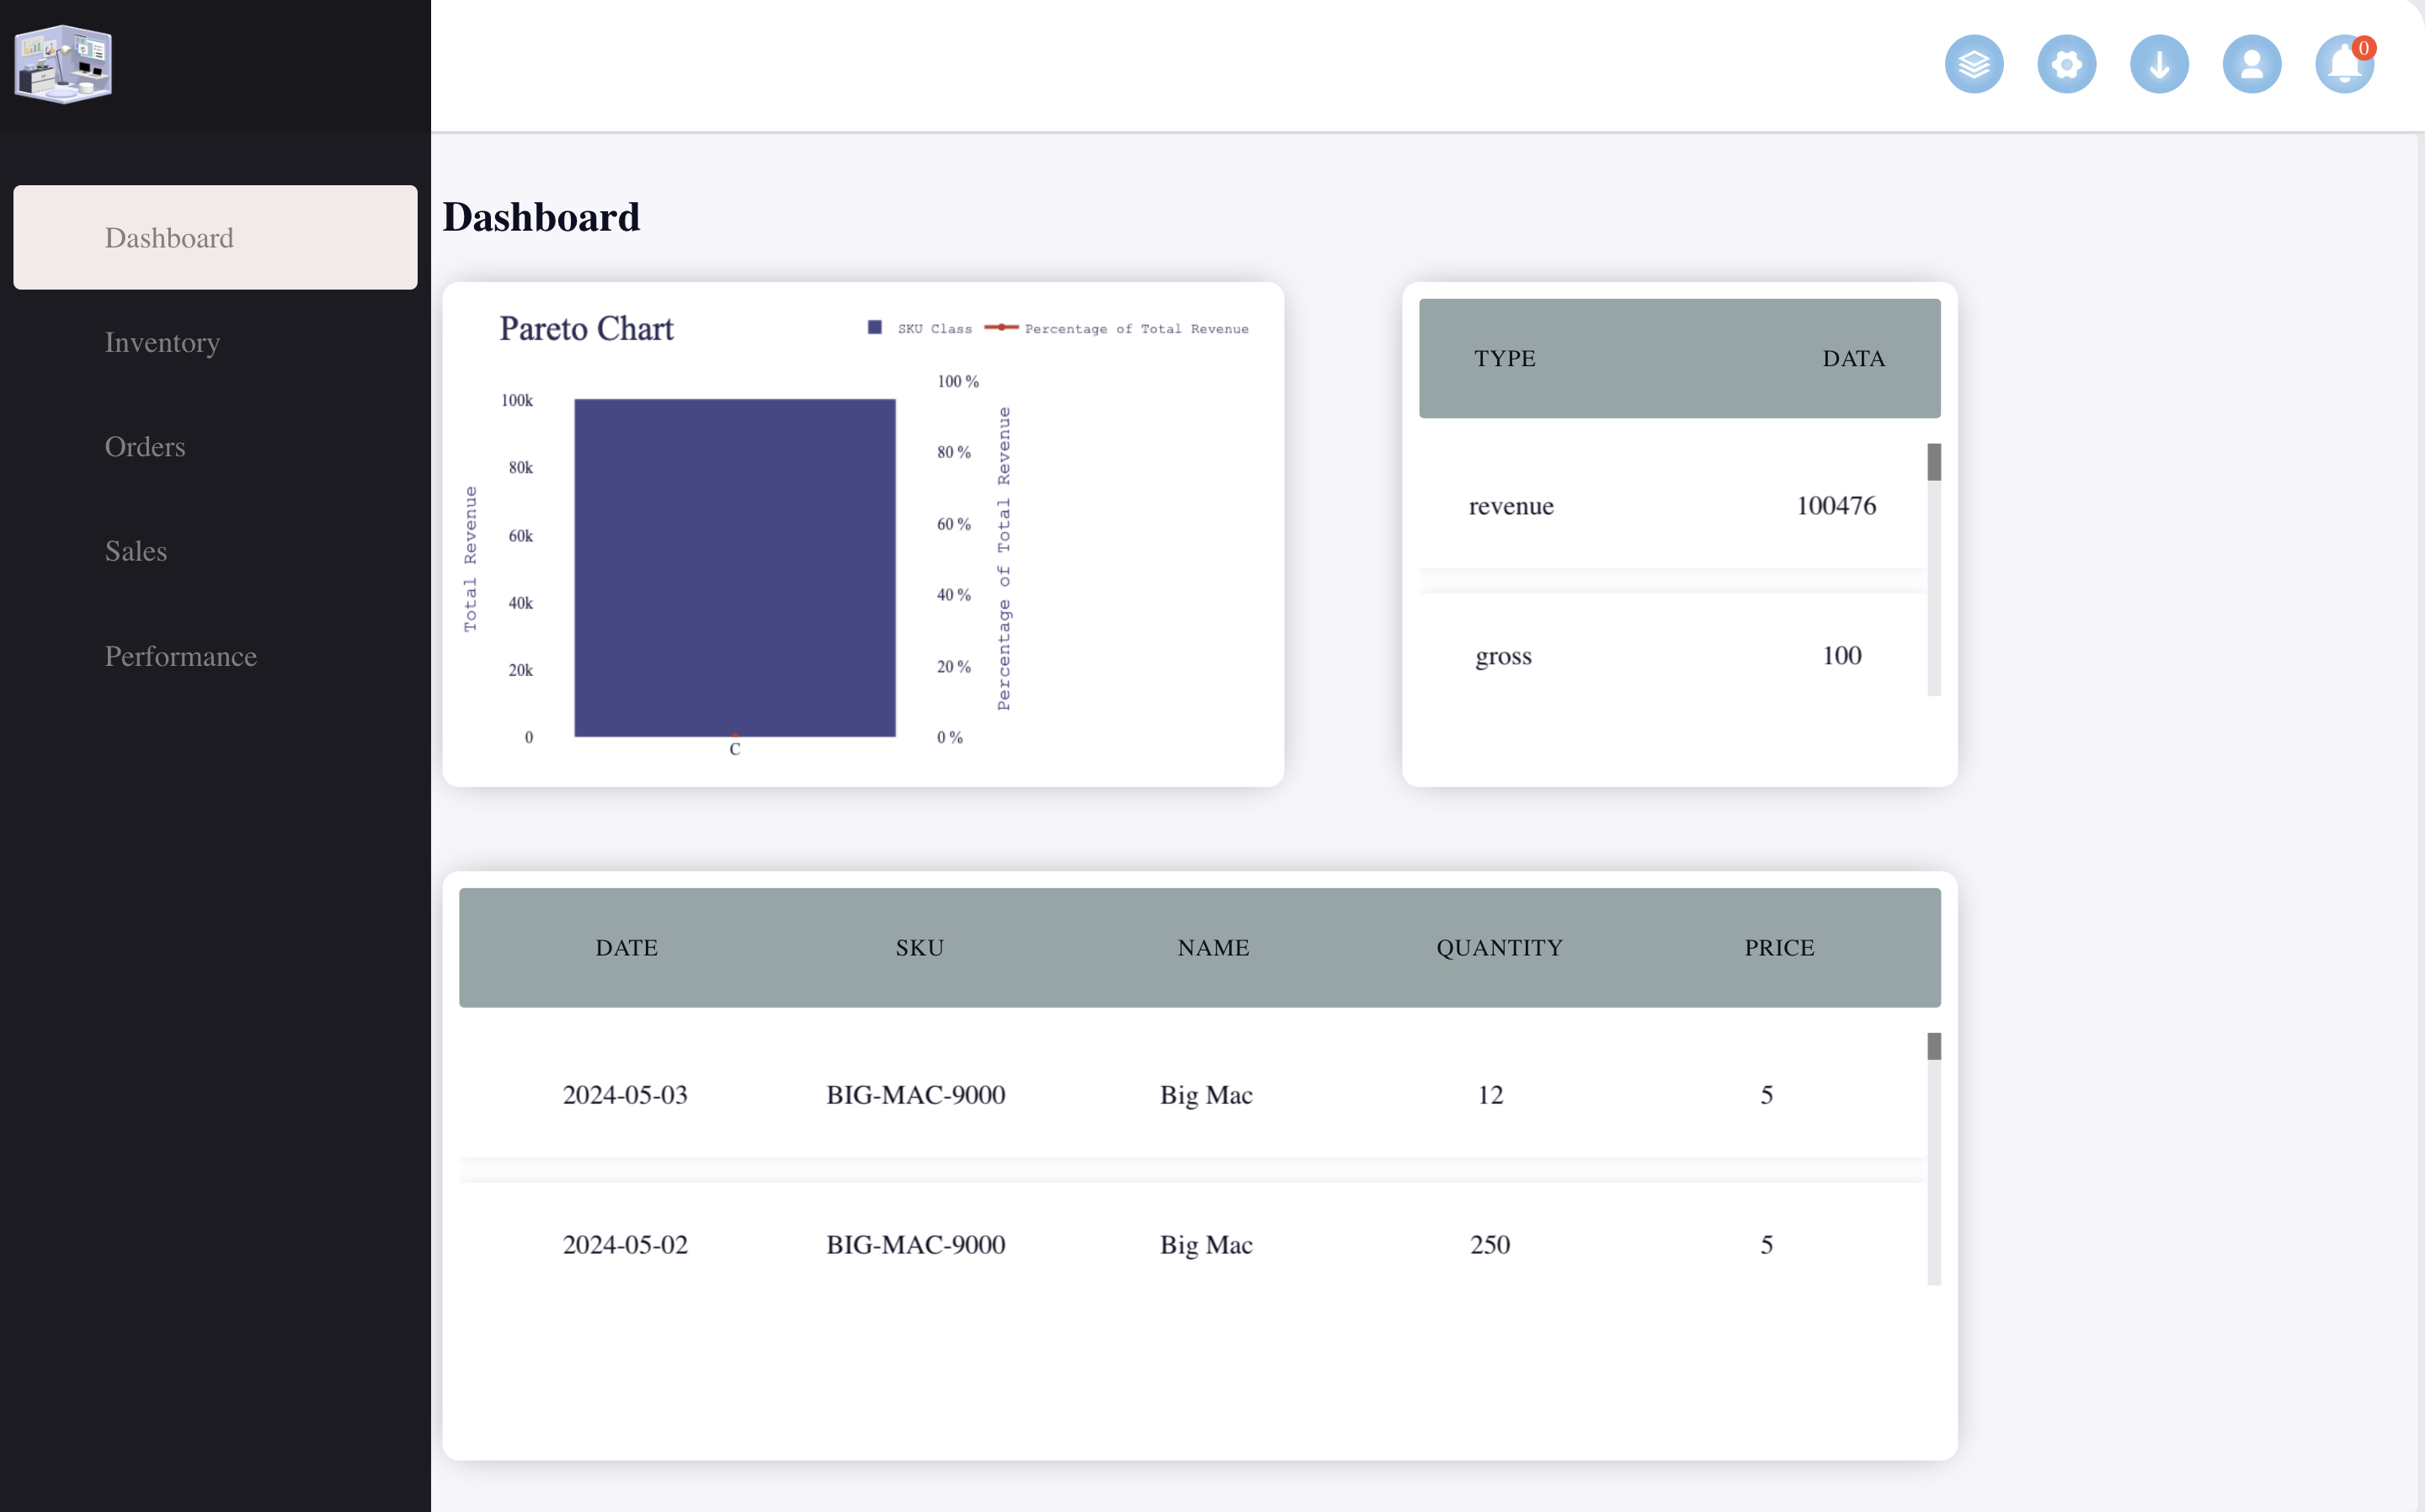 0
Dashboard
Inventory
Orders
Sales
Performance
Dashboard
Pareto Chart
SKU Class Percentage of Total Revenue
Total Revenue
100k
80k
60k
40k
20k
0
C
100 %
80 %
60 %
40 %
20 %
0 %
Percentage of Total Revenue
TYPE DATA
revenue 100476
gross 100
DATE SKU NAME QUANTITY PRICE
2024-05-03 BIG-MAC-9000 Big Mac 12 5
2024-05-02 BIG-MAC-9000 Big Mac 250 5